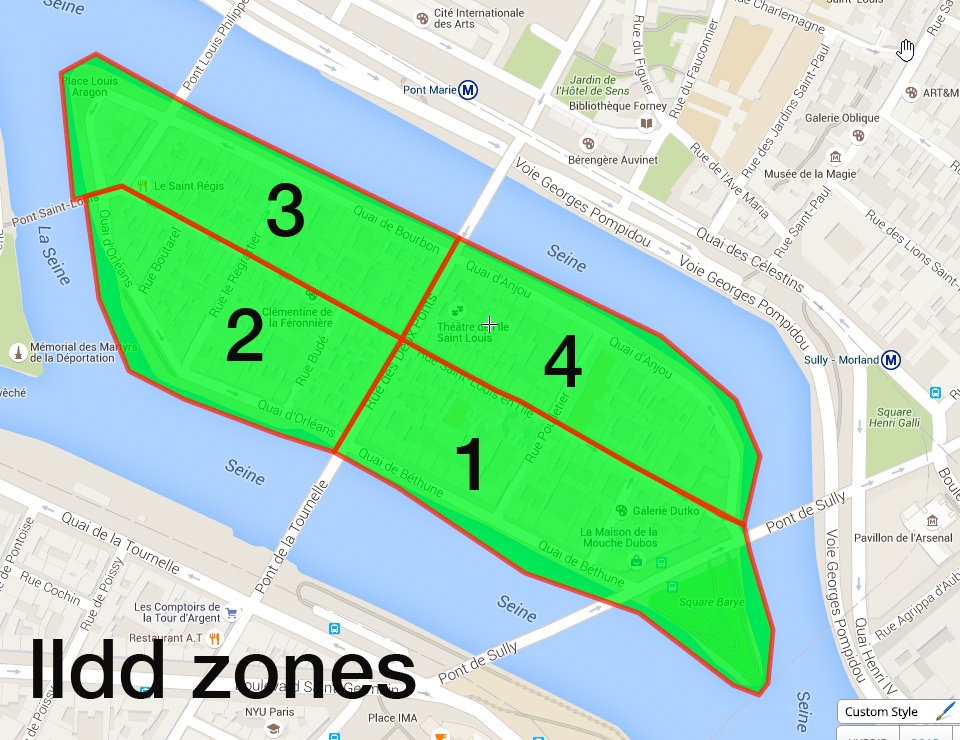 Seine
Pont Louis Philippe
Cité Internationale
des Arts
Rue du Figuier
Rue du Fauconnier
Rue Charlemagne
Saint-Louis
Place Louis
Aragon
Pont Marie
M
Jardin de
l'Hôtel de Sens
Bibliothèque Forney
Rue des Jardins Saint-Paul
ART&M
Galerie Oblique
Bérengère Auvinet
Rue de l'Ave Maria
Musée de la Magie
Voie Georges Pompidou
Rue Saint-Paul
Rue des Lions Saint-
Le Saint Régis
Pont Saint-Louis
3
Quai de Bourbon
Quai des Célestins
La Seine
Quai d'Orléans
Rue Boutarel
Rue le Regrattier
Seine
Quai d'Anjou
Voie Georges Pompidou
Clémentine de
la Féronnière
2
Rue Budé
Rue des Deux Ponts
Théâtre de l'Ile
Saint Louis
4
Quai d'Anjou
Mémorial des Martyrs
de la Déportation
Sully - Morland
M
evêché
Rue Saint-Louis en l'Ile
Rue Poulletier
Square
Henri Galli
Quai d'Orléans
1
Quai de Béthune
Seine
Galerie Dutko
La Maison de la
Mouche Dubos
Pont de Sully
Boule
Pavillon de l'Arsenal
Quai de la Tournelle
Pont de la Tournelle
Quai de Béthune
Voie Georges Pompidou
Rue de Pontoise
Rue de Poissy
Rue Cochin
Square Barye
Seine
Les Comptoirs de
la Tour d'Argent
Restaurant A.T
Rue Agrippa d'Aub
Quai Henri IV
Pont de Sully
lldd zones
Boulevard Saint-Germain
Rue de Poissy
NYU Paris
Place IMA
Seine
Custom Style